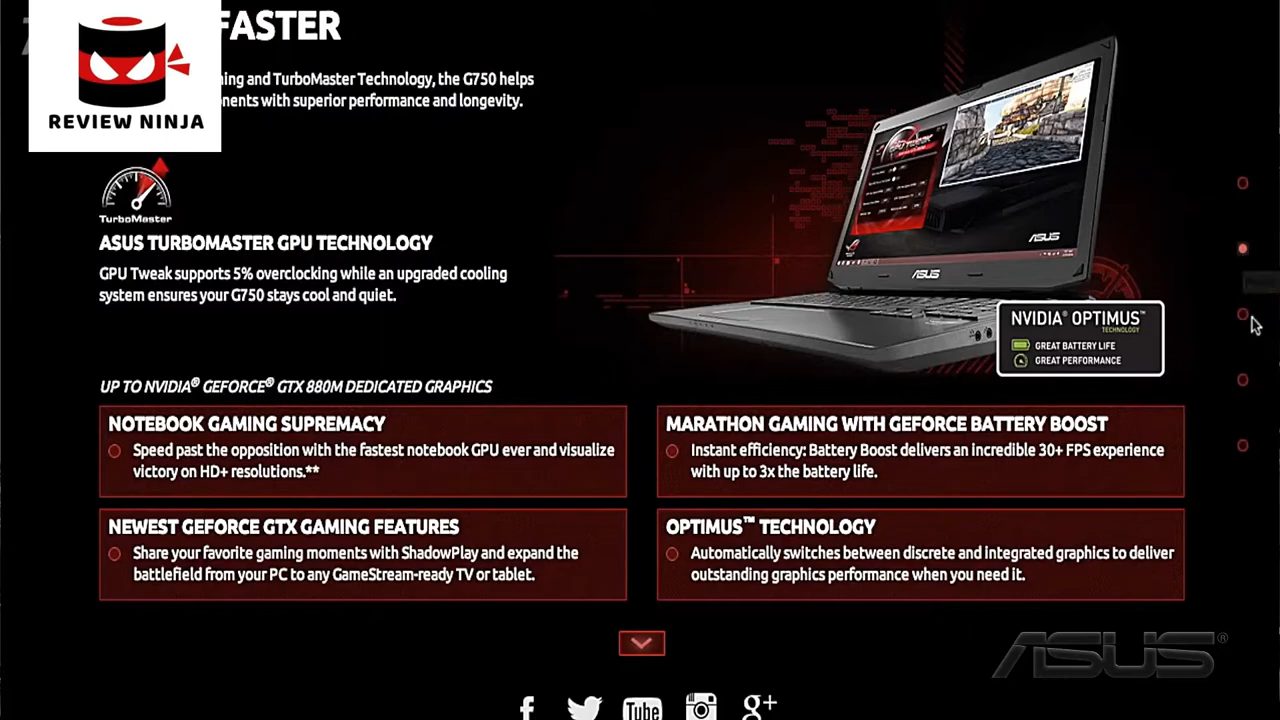 FASTER
REVIEW NINJA
ing and TurboMaster Technology, the G750 helps
nents with superior performance and longevity.
TurboMaster
ASUS TURBOMASTER GPU TECHNOLOGY
GPU Tweak supports 5% overclocking while an upgraded cooling
system ensures your G750 stays cool and quiet.
ASUS
ASUS
NVIDIA® OPTIMUS™
TECHNOLOGY
GREAT BATTERY LIFE
GREAT PERFORMANCE
UP TO NVIDIA® GEFORCE® GTX 880M DEDICATED GRAPHICS
NOTEBOOK GAMING SUPREMACY
Speed past the opposition with the fastest notebook GPU ever and visualize
victory on HD+ resolutions.**
MARATHON GAMING WITH GEFORCE BATTERY BOOST
Instant efficiency: Battery Boost delivers an incredible 30+ FPS experience
with up to 3x the battery life.
NEWEST GEFORCE GTX GAMING FEATURES
Share your favorite gaming moments with ShadowPlay and expand the
battlefield from your PC to any GameStream-ready TV or tablet.
OPTIMUS™ TECHNOLOGY
Automatically switches between discrete and integrated graphics to deliver
outstanding graphics performance when you need it.
ASUS®
f
Tube
g+